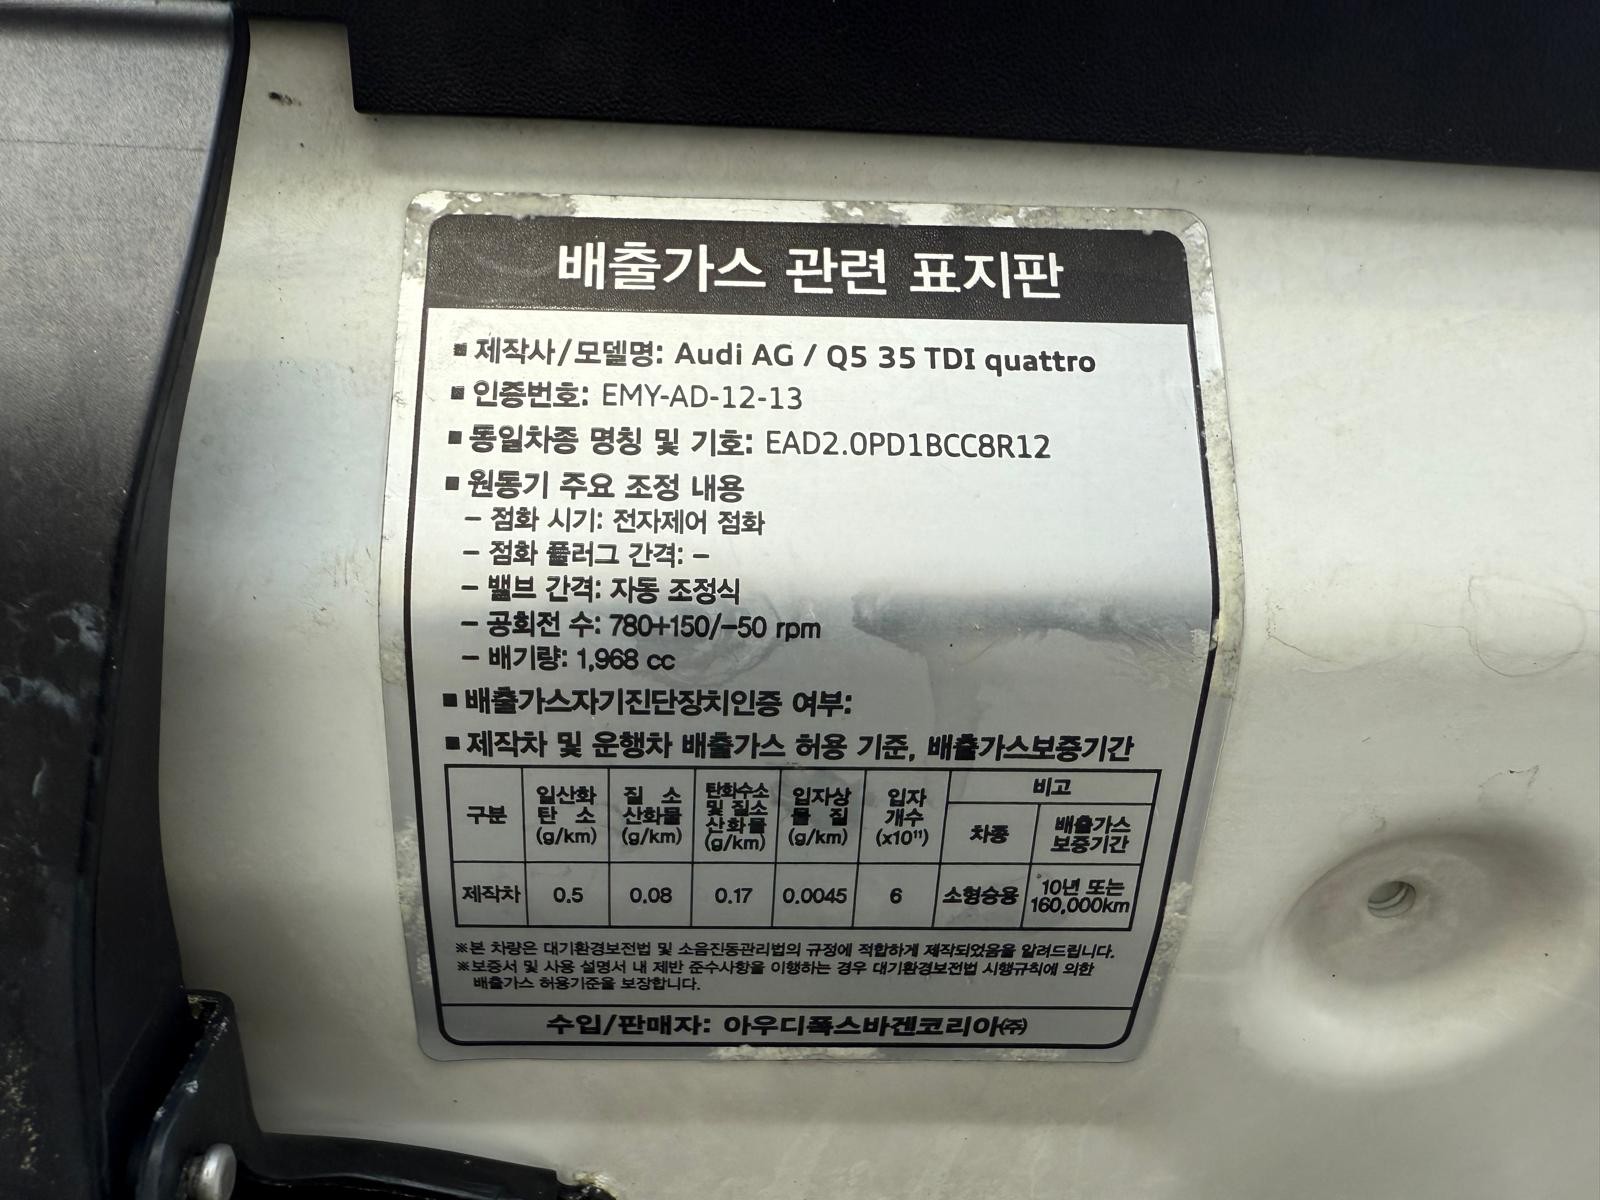 배출가스 관련 표지판
▪ 제작사/모델명: Audi AG / Q5 35 TDI quattro
▪ 인증번호: EMY-AD-12-13
▪ 동일차종 명칭 및 기호: EAD2.0PD1BCC8R12
▪ 원동기 주요 조정 내용
– 점화 시기: 전자제어 점화
– 점화 플러그 간격: –
– 밸브 간격: 자동 조정식
– 공회전 수: 780+150/-50 rpm
– 배기량: 1,968 cc
▪ 배출가스자기진단장치인증 여부:
▪ 제작차 및 운행차 배출가스 허용 기준, 배출가스보증기간
구분 일산화탄소 (g/km) 질소산화물 (g/km) 탄화수소 및 질소산화물 (g/km) 입자상물질 (g/km) 입자개수 (x10¹¹) 비고
차종 배출가스 보증기간
제작차 0.5 0.08 0.17 0.0045 6 소형승용 10년 또는 160,000km
※본 차량은 대기환경보전법 및 소음진동관리법의 규정에 적합하게 제작되었음을 알려드립니다.
※보증서 및 사용 설명서 내 제반 준수사항을 이행하는 경우 대기환경보전법 시행규칙에 의한
배출가스 허용기준을 보장합니다.
수입/판매자: 아우디폭스바겐코리아㈜